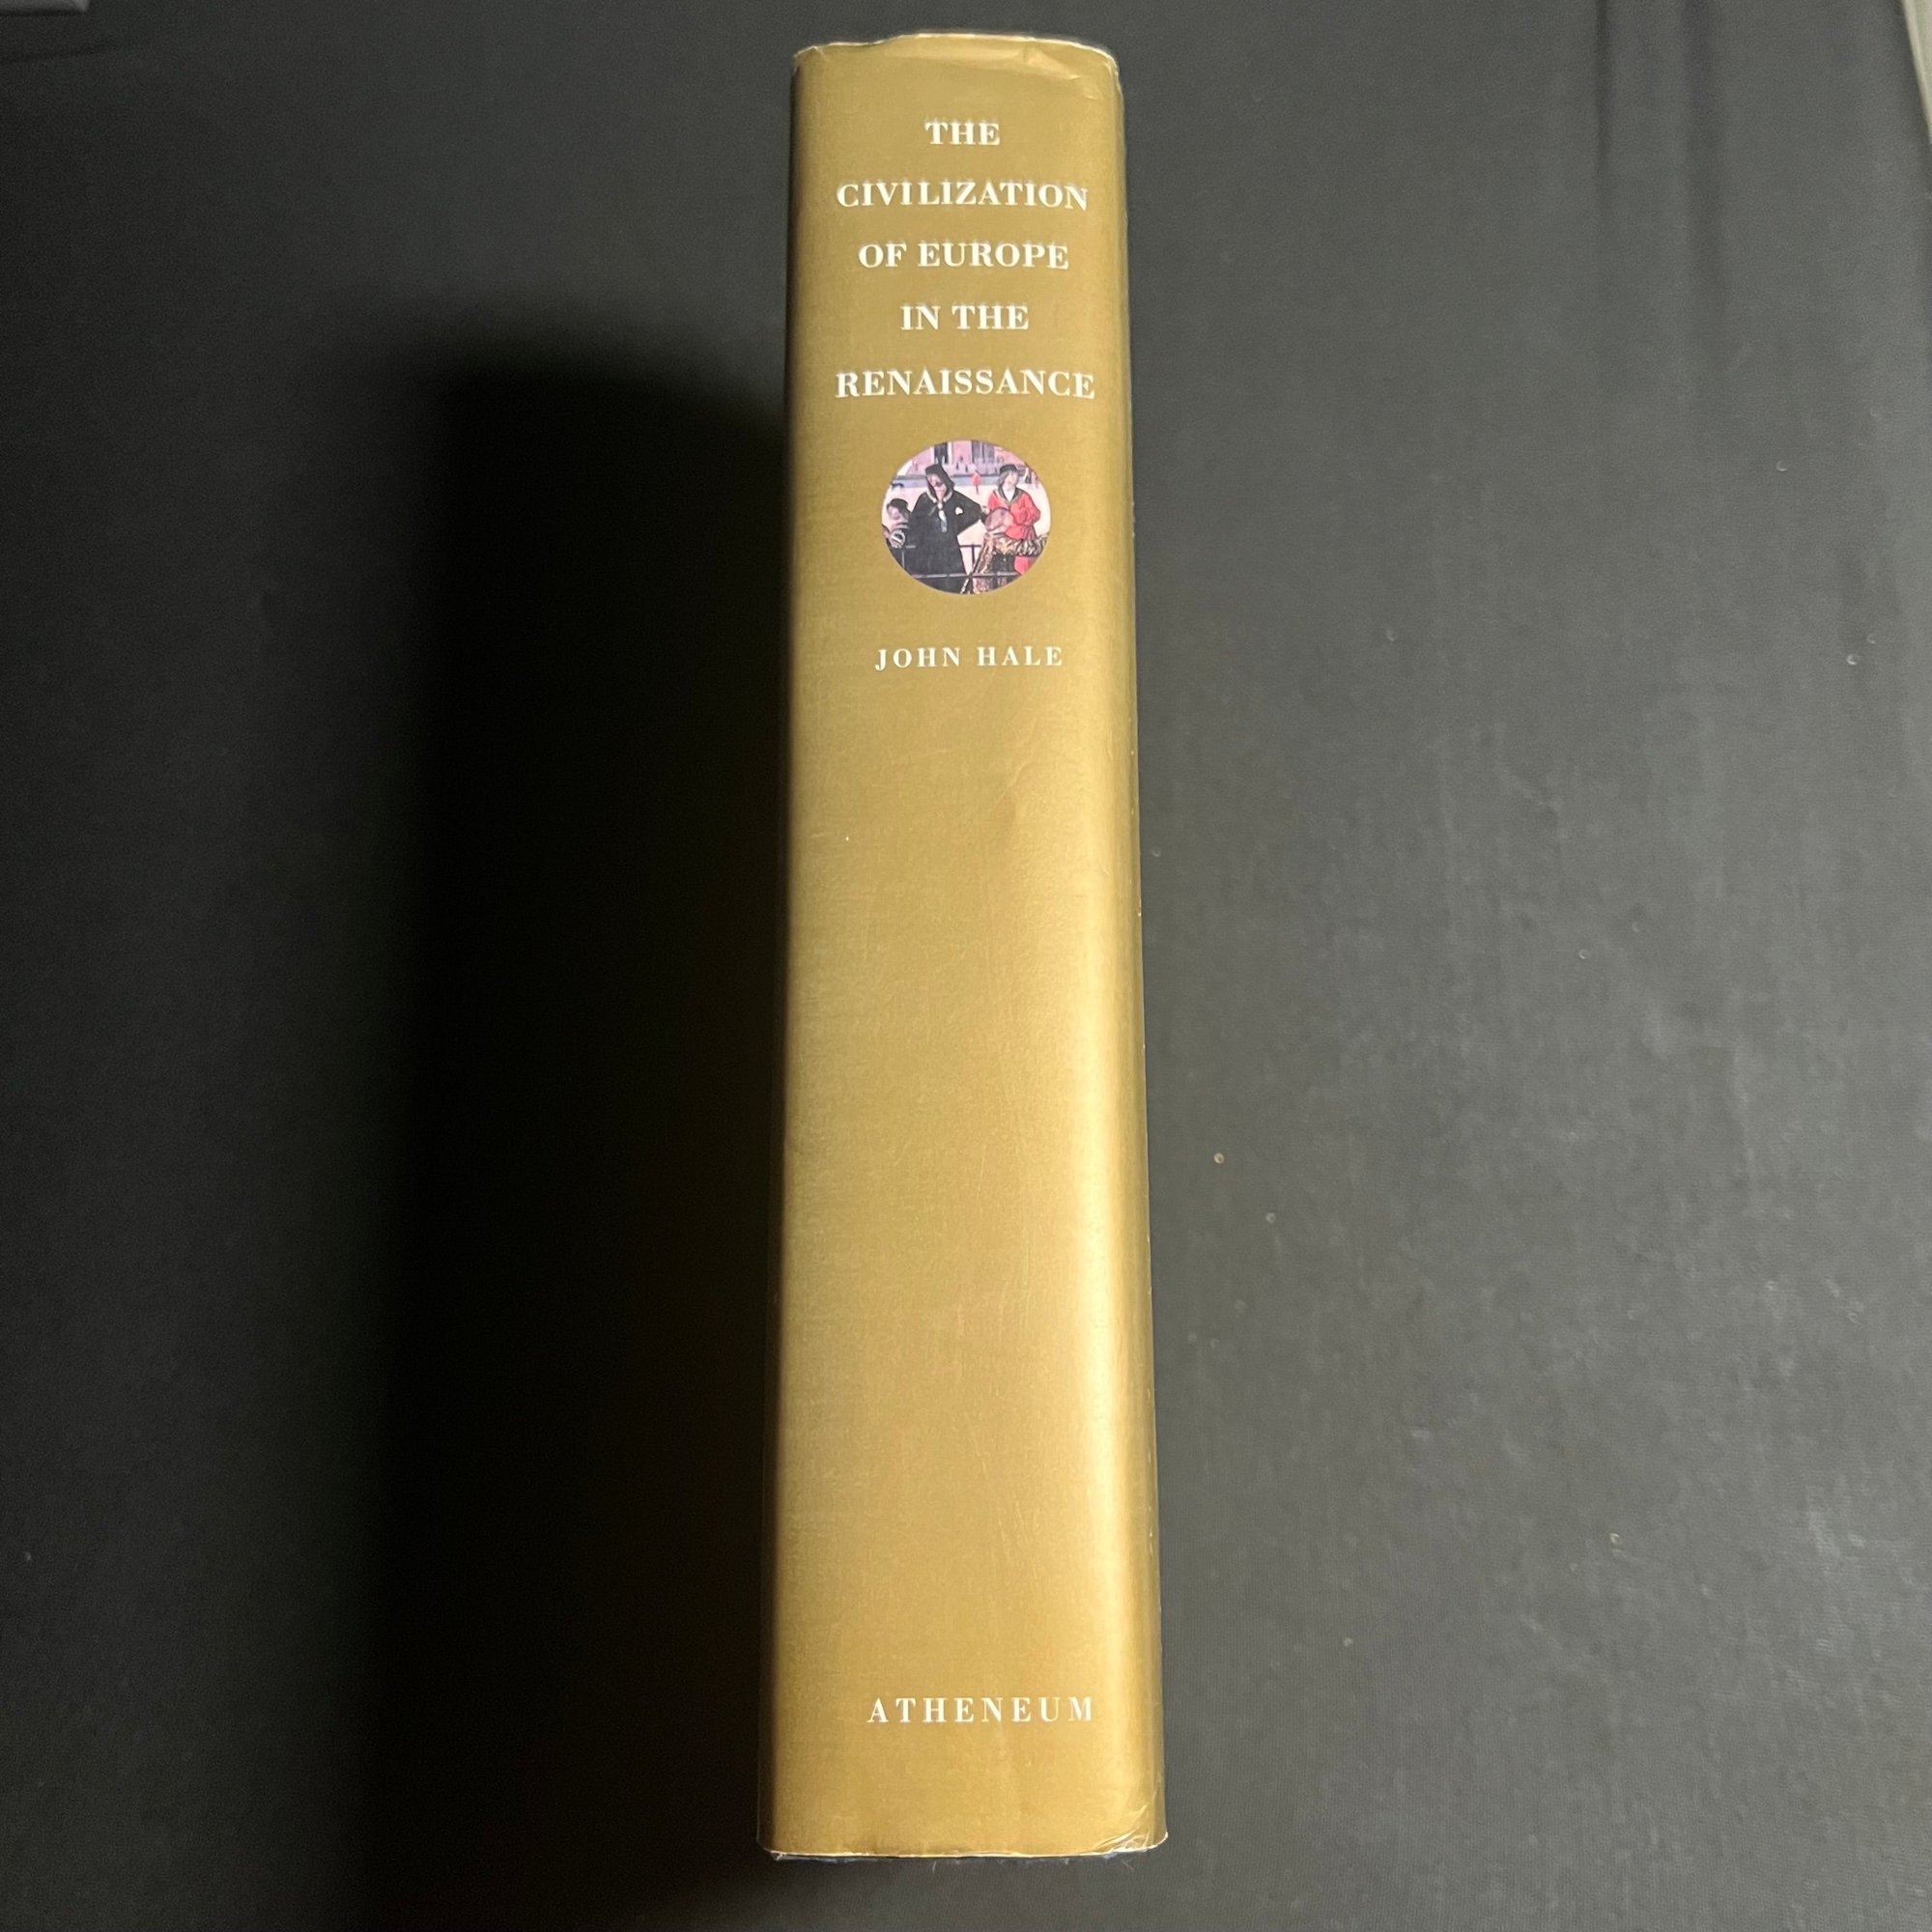 THE
CIVILIZATION
OF EUROPE
IN THE
RENAISSANCE
JOHN HALE
ATHENEUM